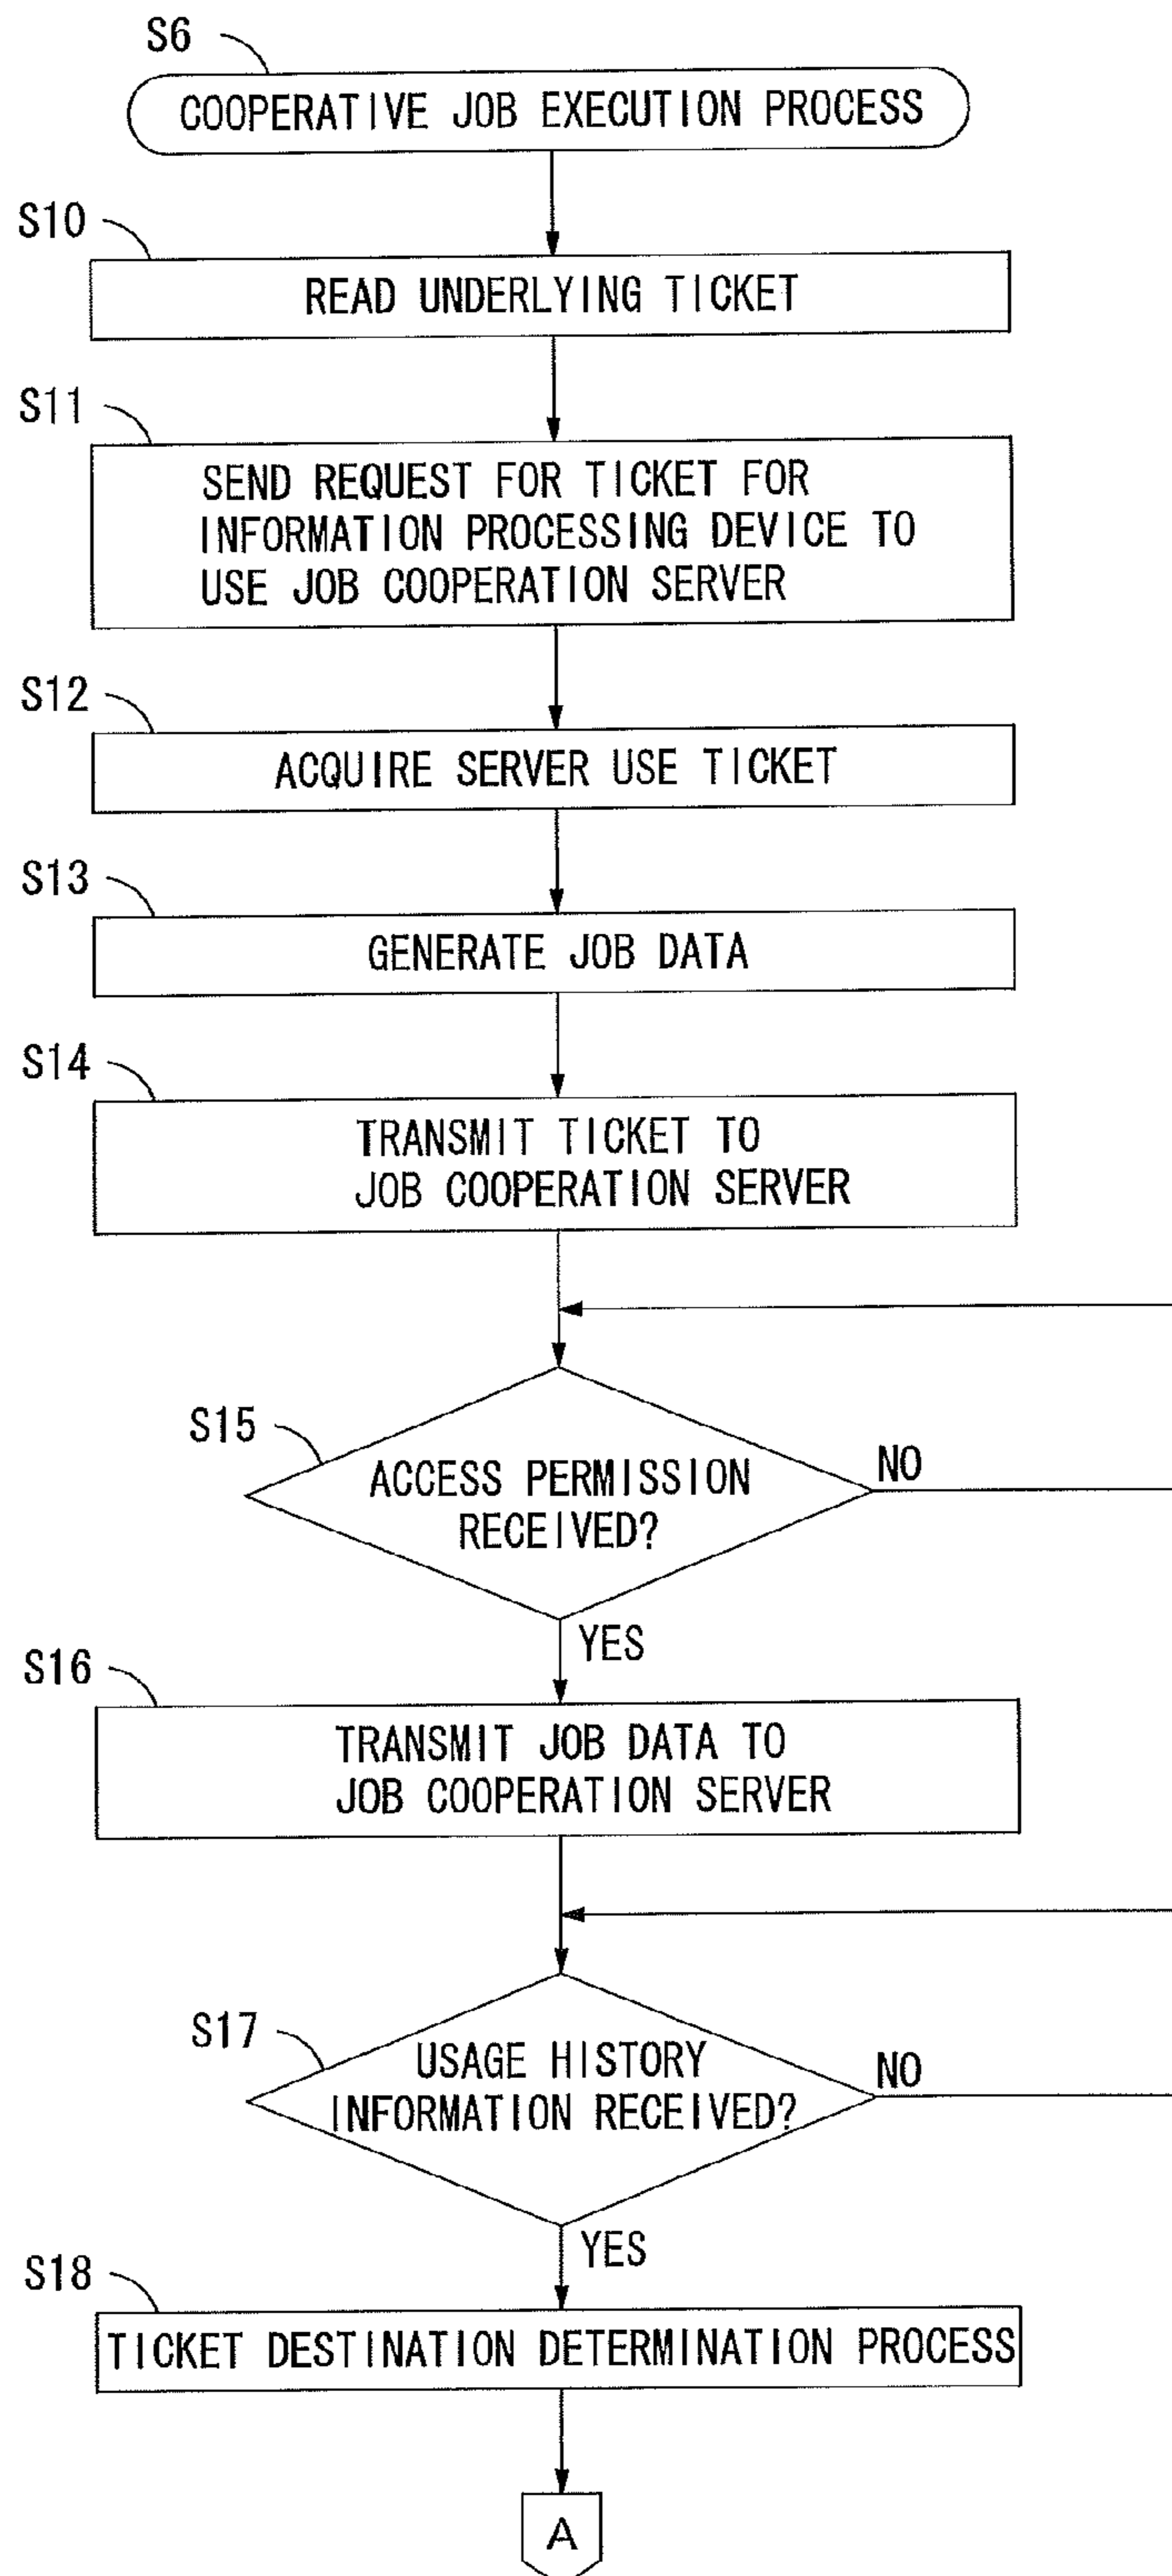 S6
COOPERATIVE JOB EXECUTION PROCESS
S10
READ UNDERLYING TICKET
S11
SEND REQUEST FOR TICKET FOR
INFORMATION PROCESSING DEVICE TO
USE JOB COOPERATION SERVER
S12
ACQUIRE SERVER USE TICKET
S13
GENERATE JOB DATA
S14
TRANSMIT TICKET TO
JOB COOPERATION SERVER
S15
ACCESS PERMISSION
RECEIVED?
NO
YES
S16
TRANSMIT JOB DATA TO
JOB COOPERATION SERVER
S17
USAGE HISTORY
INFORMATION RECEIVED?
NO
YES
S18
TICKET DESTINATION DETERMINATION PROCESS
A